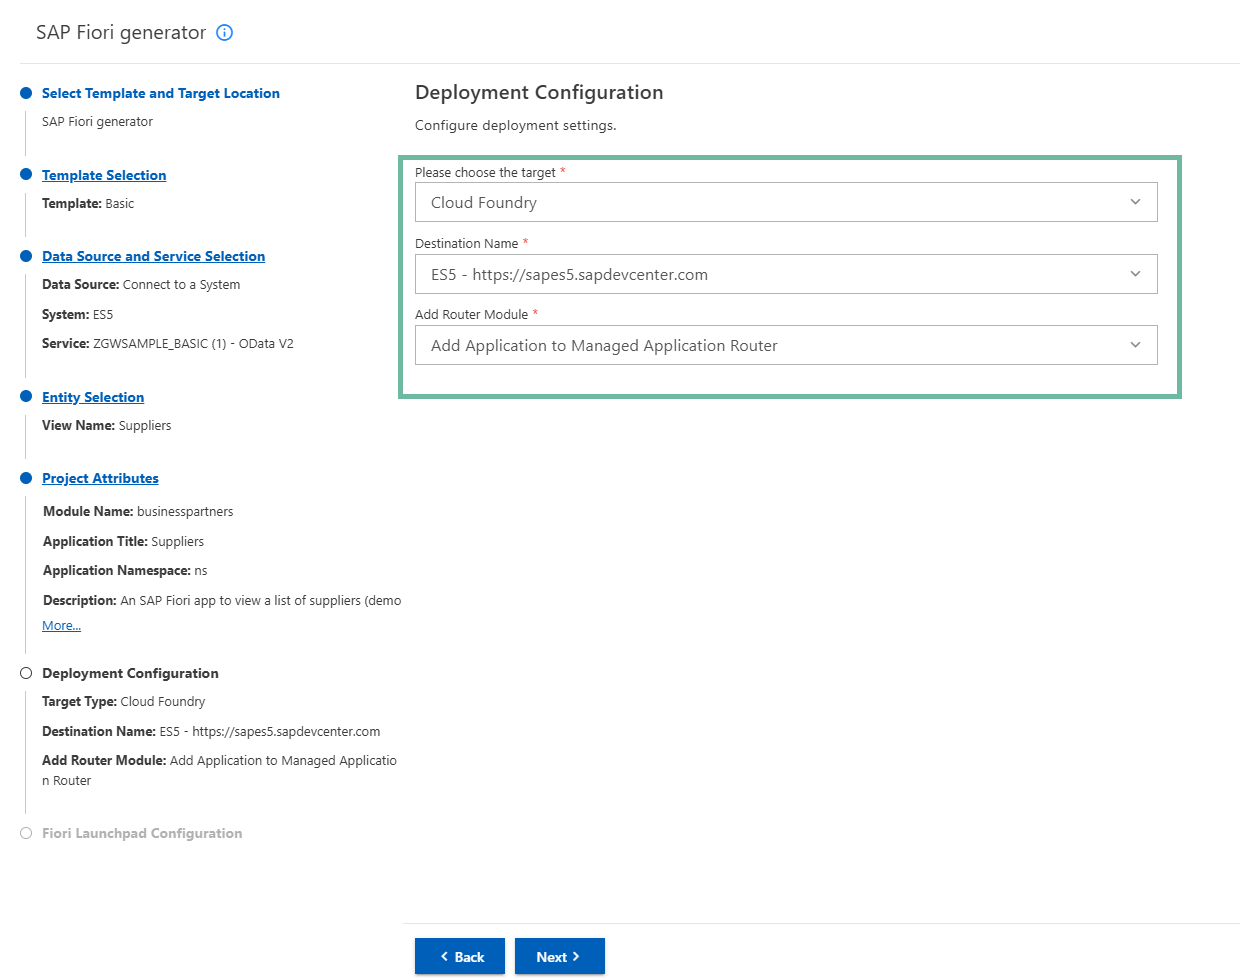 SAP Fiori generator
Select Template and Target Location
SAP Fiori generator
Template Selection
Template: Basic
Data Source and Service Selection
Data Source: Connect to a System
System: ES5
Service: ZGWSAMPLE_BASIC (1) - OData V2
Entity Selection
View Name: Suppliers
Project Attributes
Module Name: businesspartners
Application Title: Suppliers
Application Namespace: ns
Description: An SAP Fiori app to view a list of suppliers (demo
More...
Deployment Configuration
Target Type: Cloud Foundry
Destination Name: ES5 - https://sapes5.sapdevcenter.com
Add Router Module: Add Application to Managed Applicatio
n Router
Fiori Launchpad Configuration
Deployment Configuration
Configure deployment settings.
Please choose the target *
Cloud Foundry
Destination Name *
ES5 - https://sapes5.sapdevcenter.com
Add Router Module *
Add Application to Managed Application Router
Back
Next